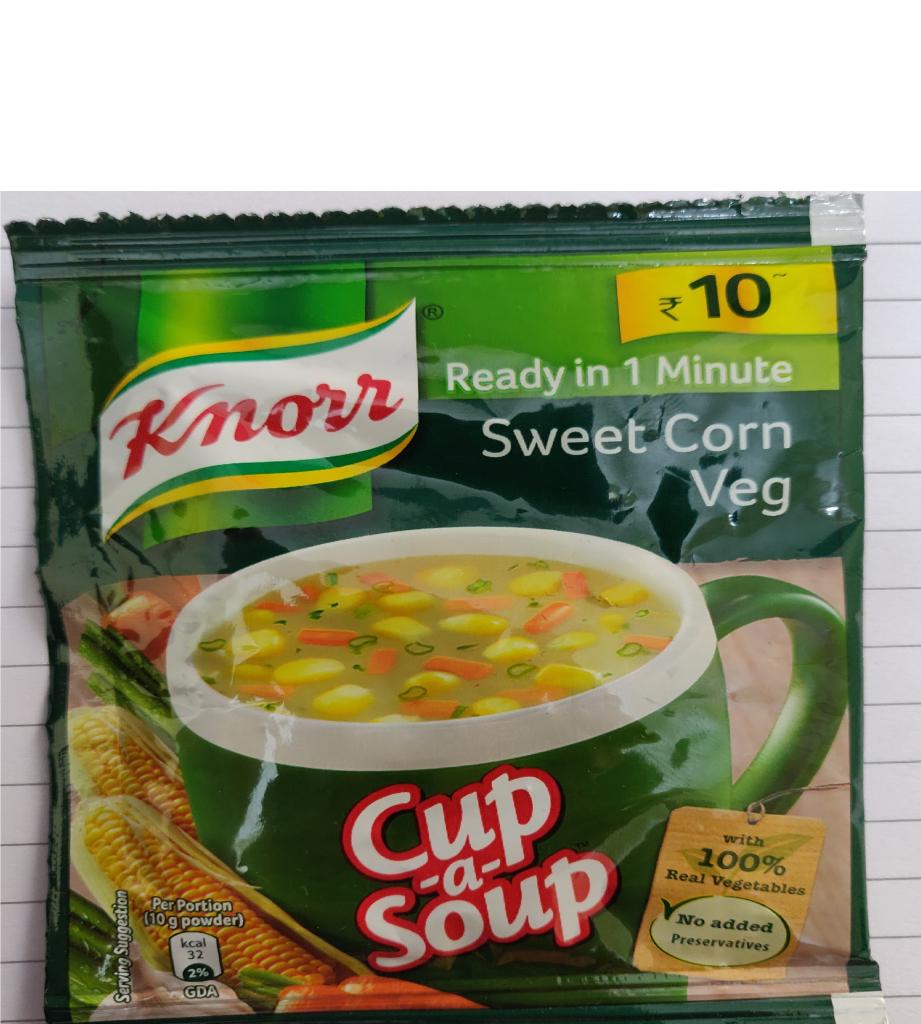 ₹10~
Knorr®
Ready in 1 Minute
Sweet Corn
Veg
Cup
-a-
Soup™
with
100%
Real Vegetables
No added
Preservatives
Serving Suggestion
Per Portion
(10 g powder)
kcal
32
2%
GDA